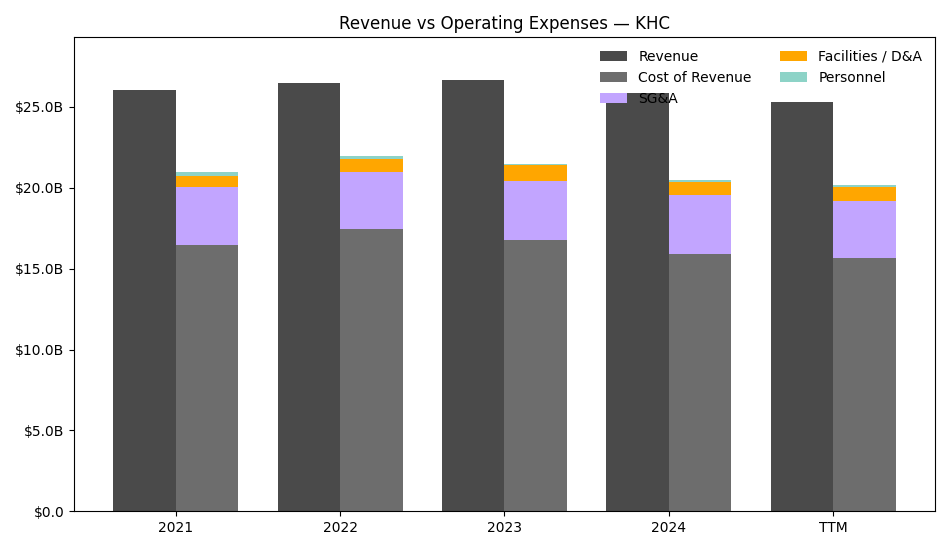 Revenue vs Operating Expenses — KHC
Revenue
Cost of Revenue
SG&A
Facilities / D&A
Personnel
$25.0B
$20.0B
$15.0B
$10.0B
$5.0B
$0.0
2021 2022 2023 2024 TTM